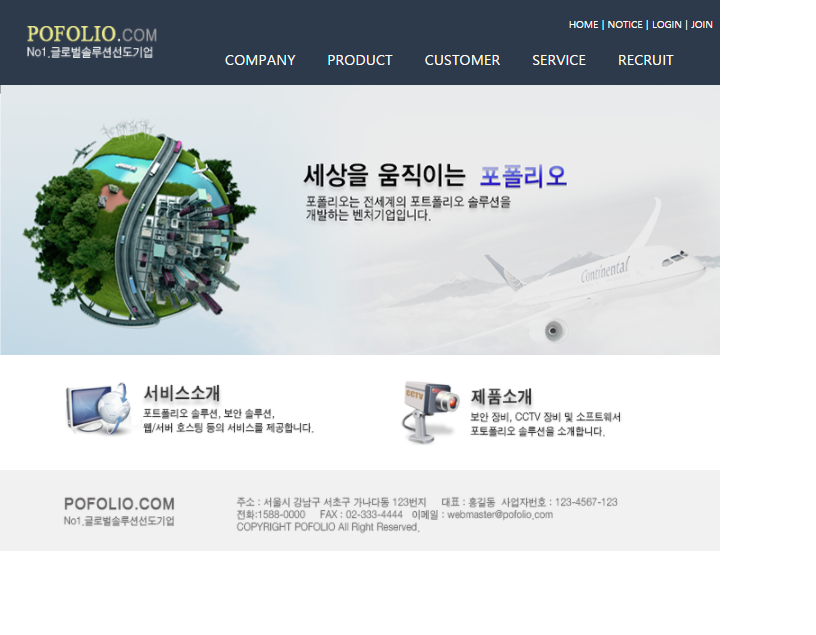 POFOLIO.COM
No1.글로벌솔루션선도기업
HOME | NOTICE | LOGIN | JOIN
COMPANY PRODUCT CUSTOMER SERVICE RECRUIT
세상을 움직이는 포폴리오
포폴리오는 전세계의 포트폴리오 솔루션을
개발하는 벤처기업입니다.
Continental
서비스소개
포트폴리오 솔루션, 보안 솔루션,
웹/서버 호스팅 등의 서비스를 제공합니다.
CCTV
제품소개
보안 장비, CCTV 장비 및 소프트웨서
포토폴리오 솔루션을 소개합니다.
POFOLIO.COM
No1.글로벌솔루션선도기업
주소 : 서울시 강남구 서초구 가나다동 123번지 대표 : 홍길동 사업자번호 : 123-4567-123
전화:1588-0000 FAX : 02-333-4444 이메일 : webmaster@pofolio.com
COPYRIGHT POFOLIO All Right Reserved.